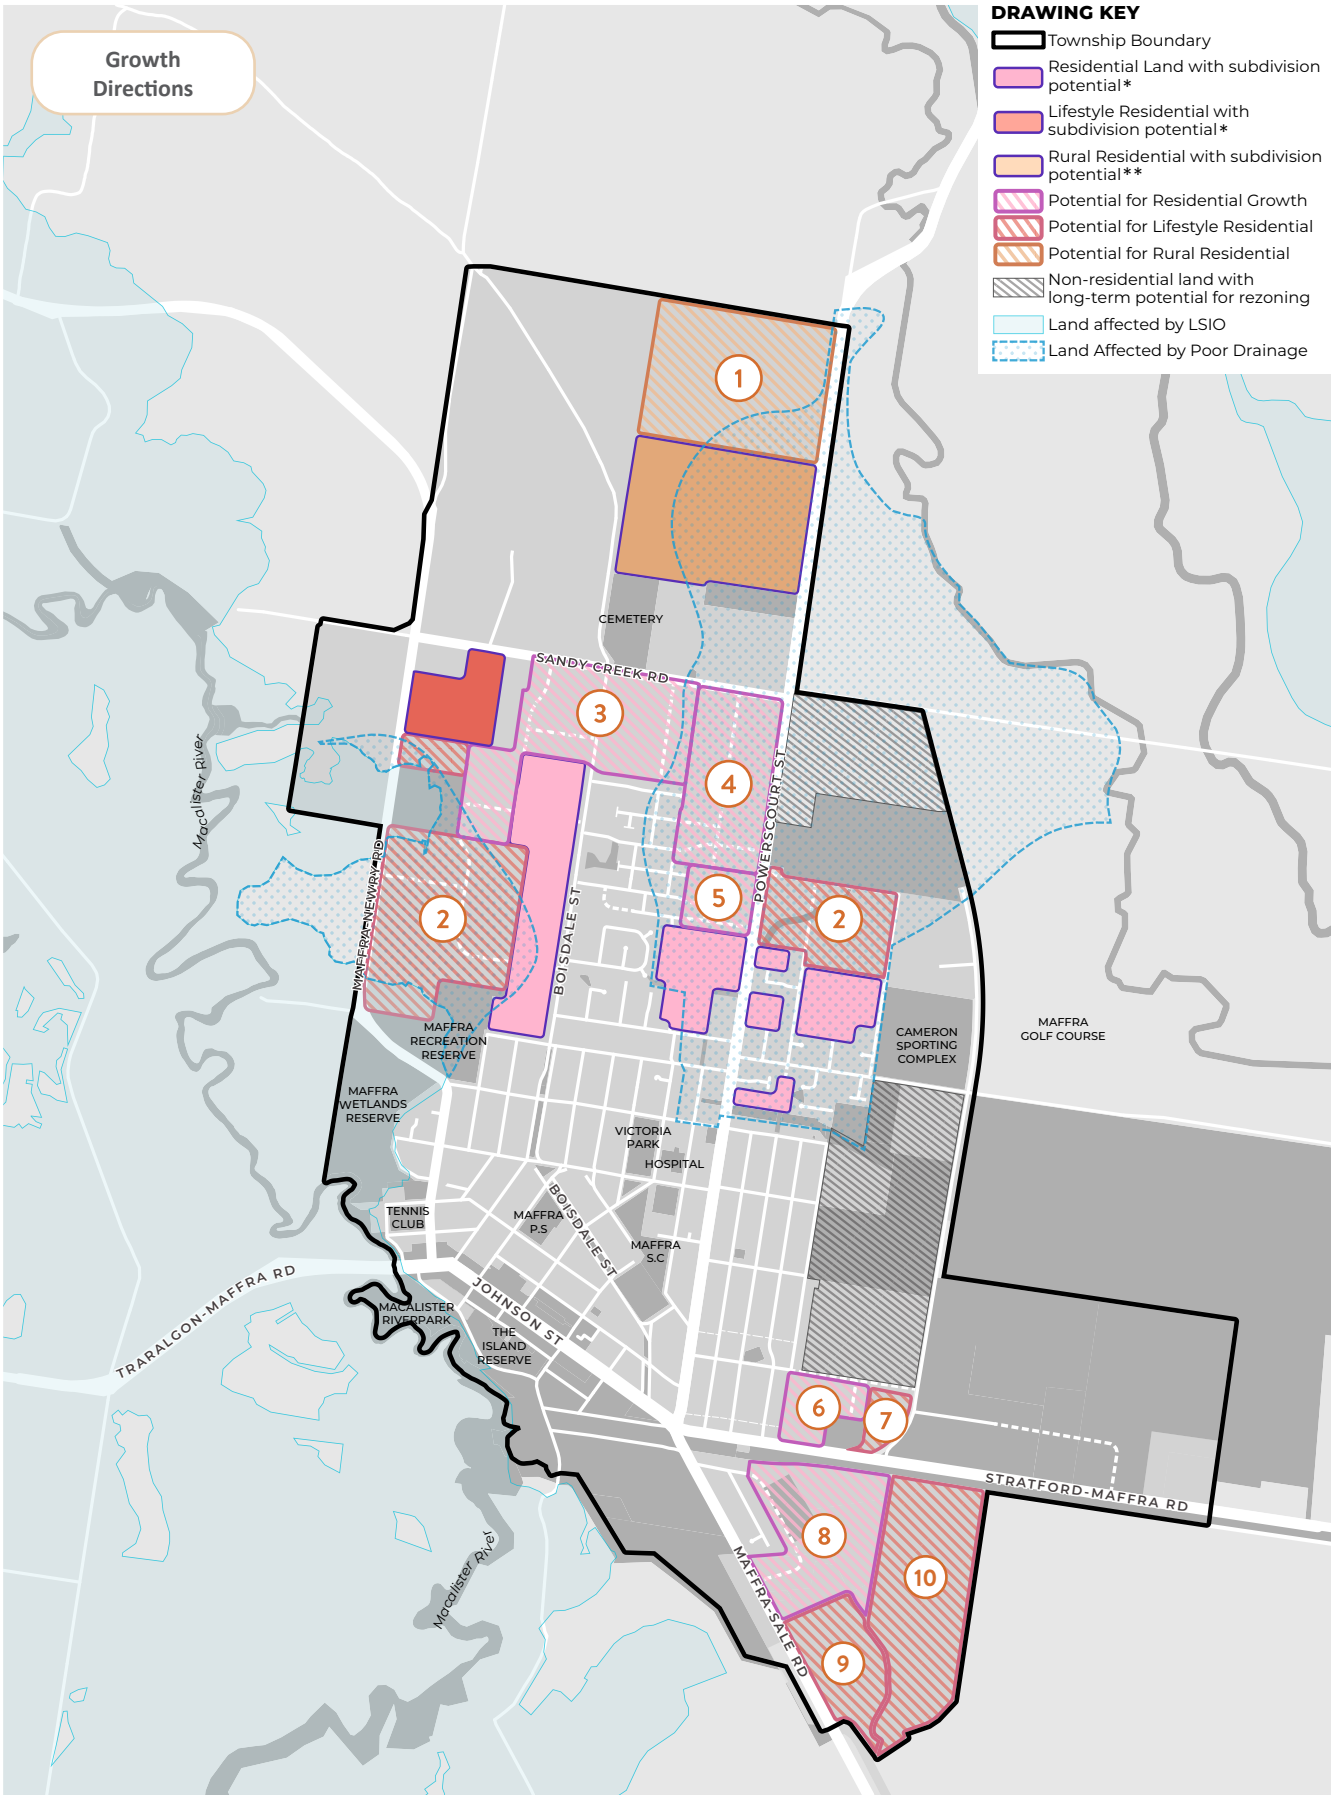 Growth
Directions
DRAWING KEY
Township Boundary
Residential Land with subdivision
potential*
Lifestyle Residential with
subdivision potential*
Rural Residential with subdivision
potential**
Potential for Residential Growth
Potential for Lifestyle Residential
Potential for Rural Residential
Non-residential land with
long-term potential for rezoning
Land affected by LSIO
Land Affected by Poor Drainage
1
CEMETERY
SANDY CREEK RD
3
4
Macalister River
POWERSCOURT ST
5
2
2
MAFFRA-NEWRY RD
BOISDALE ST
MAFFRA
RECREATION
RESERVE
CAMERON
SPORTING
COMPLEX
MAFFRA
GOLF COURSE
MAFFRA
WETLANDS
RESERVE
VICTORIA
PARK
HOSPITAL
TENNIS
CLUB
MAFFRA
P.S
BOISDALE ST
MAFFRA
S.C
TRARALGON-MAFFRA RD
MACALISTER
RIVERPARK
JOHNSON ST
THE
ISLAND
RESERVE
6
7
STRATFORD-MAFFRA RD
8
10
MAFFRA-SALE RD
Macalister River
9